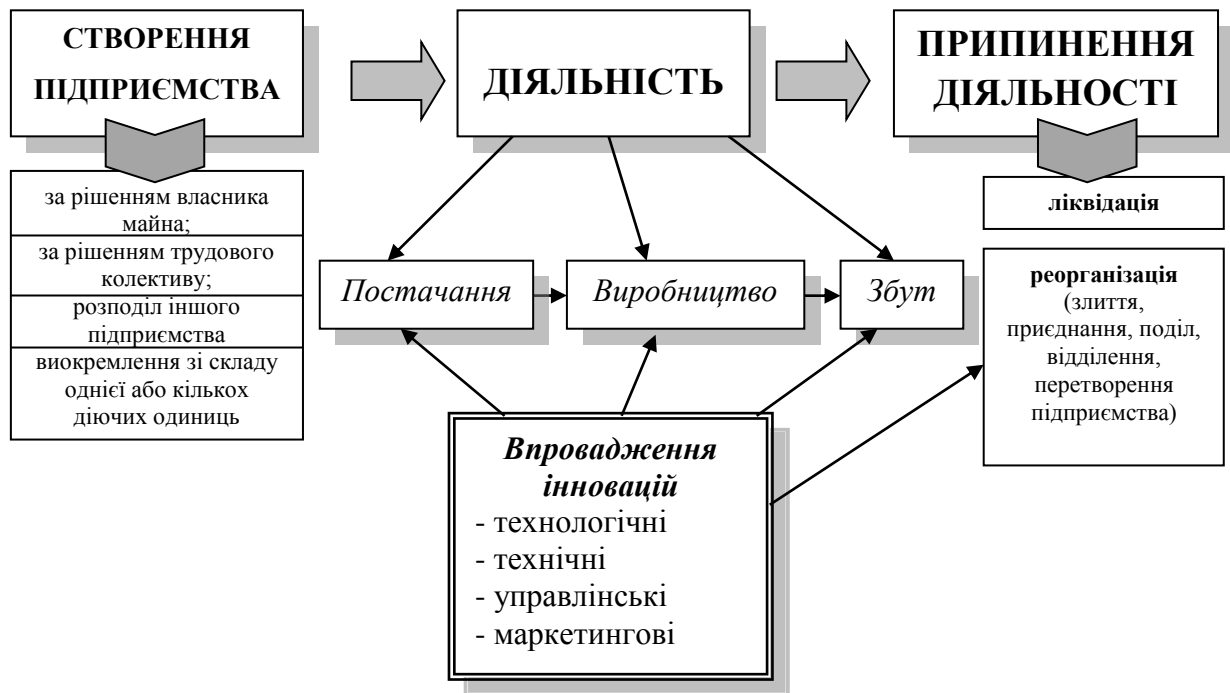 СТВОРЕННЯ
ПІДПРИЄМСТВА
ДІЯЛЬНІСТЬ
ПРИПИНЕННЯ
ДІЯЛЬНОСТІ
за рішенням власника
майна;
за рішенням трудового
колективу;
розподіл іншого
підприємства
виокремлення зі складу
однієї або кількох
діючих одиниць
Постачання
Виробництво
Збут
ліквідація
реорганізація
(злиття,
приєднання, поділ,
відділення,
перетворення
підприємства)
Впровадження
інновацій
- технологічні
- технічні
- управлінські
- маркетингові